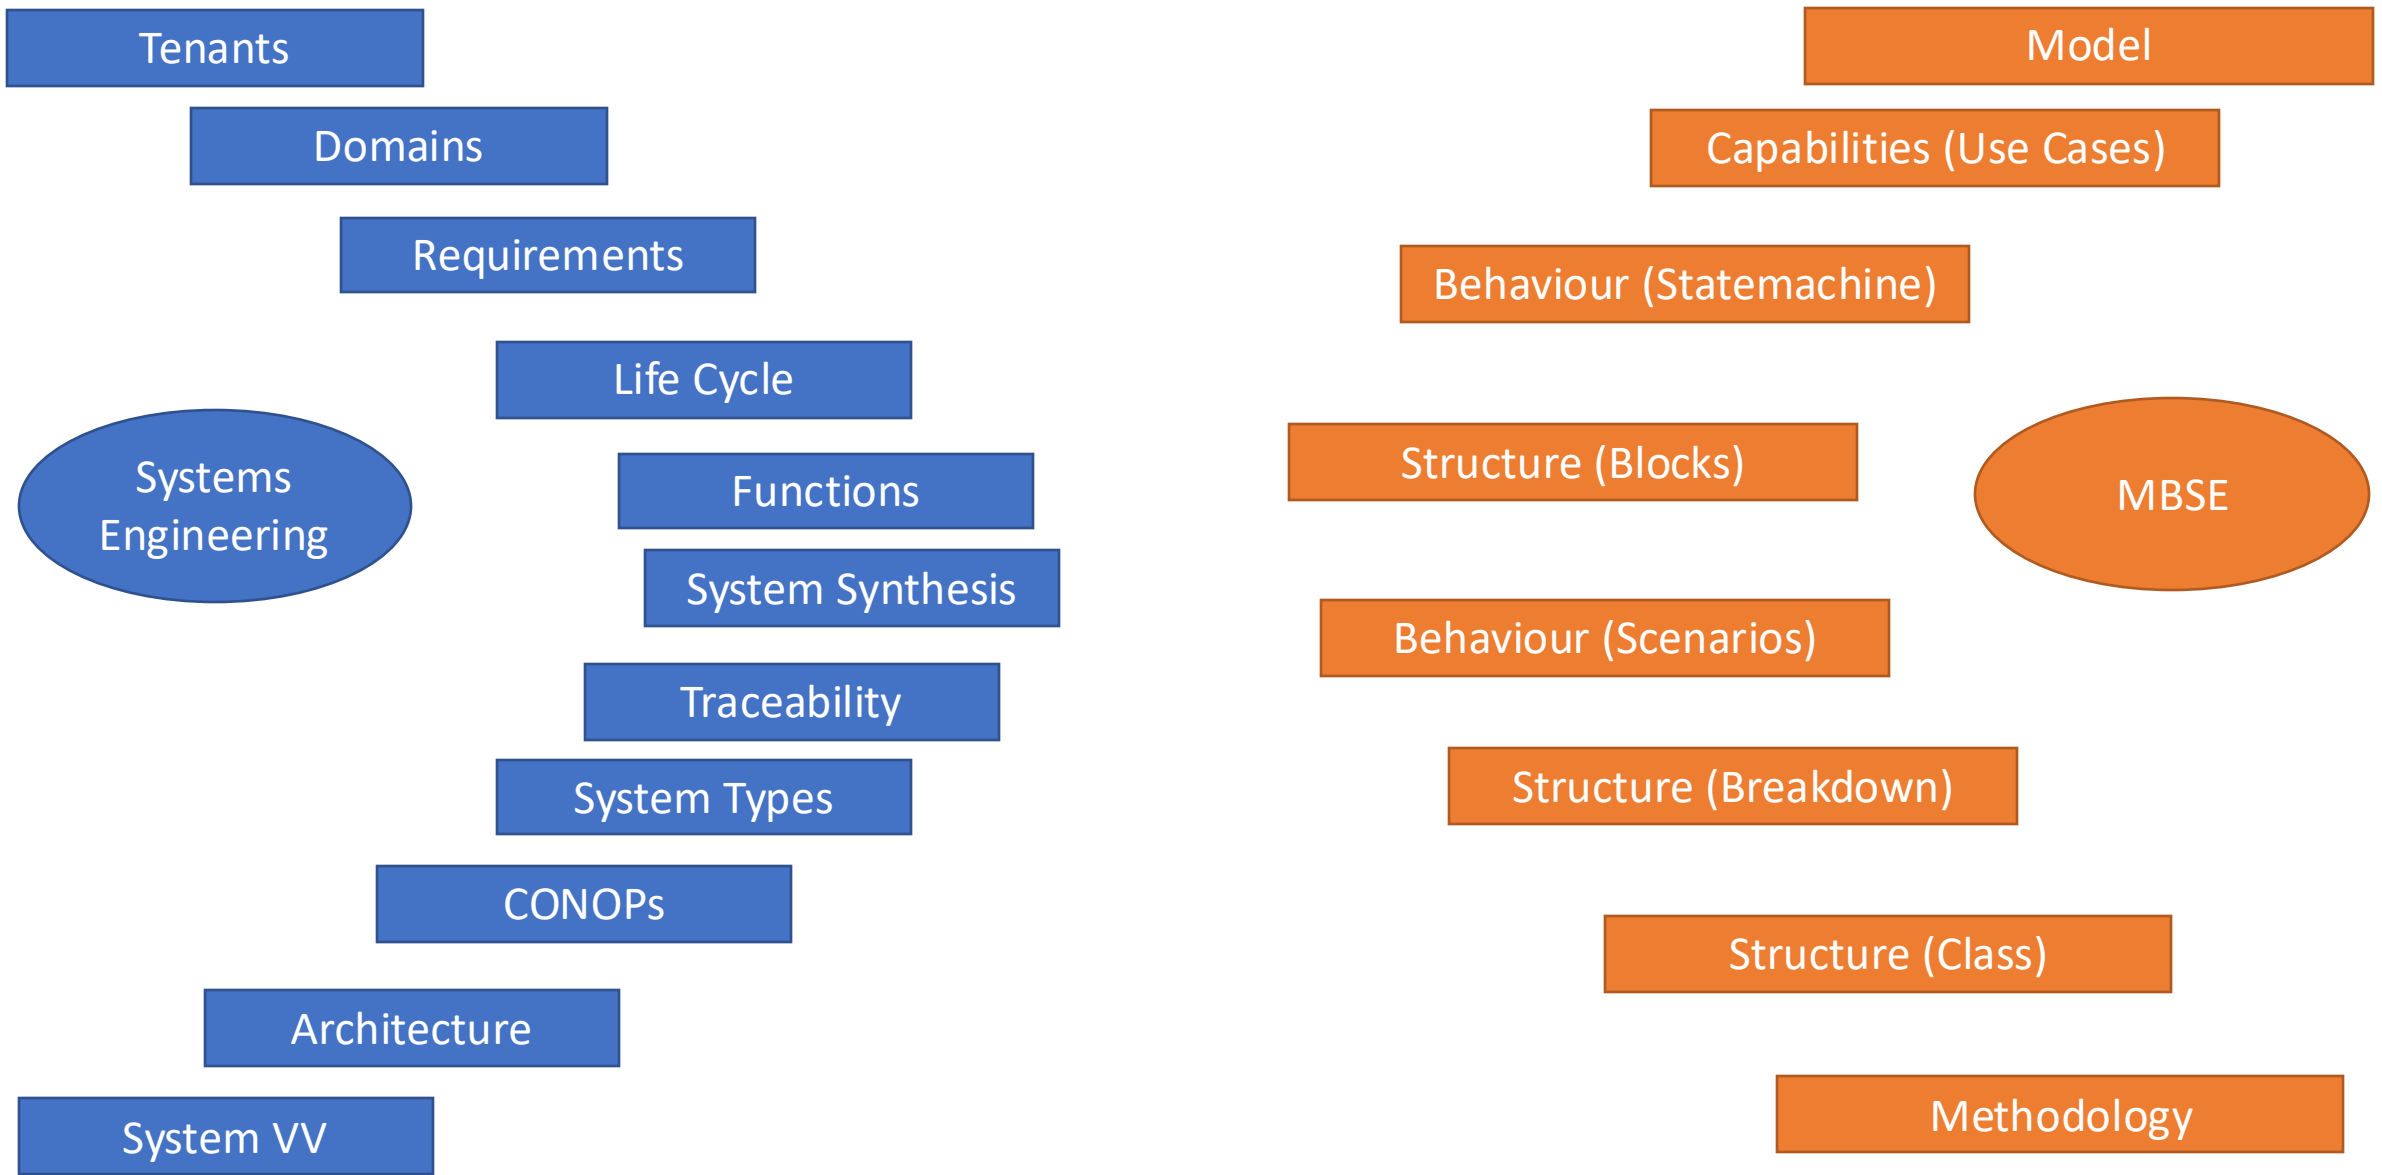 Tenants
Domains
Requirements
Life Cycle
Systems
Engineering
Functions
System Synthesis
Traceability
System Types
CONOPs
Architecture
System VV
Model
Capabilities (Use Cases)
Behaviour (Statemachine)
Structure (Blocks)
MBSE
Behaviour (Scenarios)
Structure (Breakdown)
Structure (Class)
Methodology